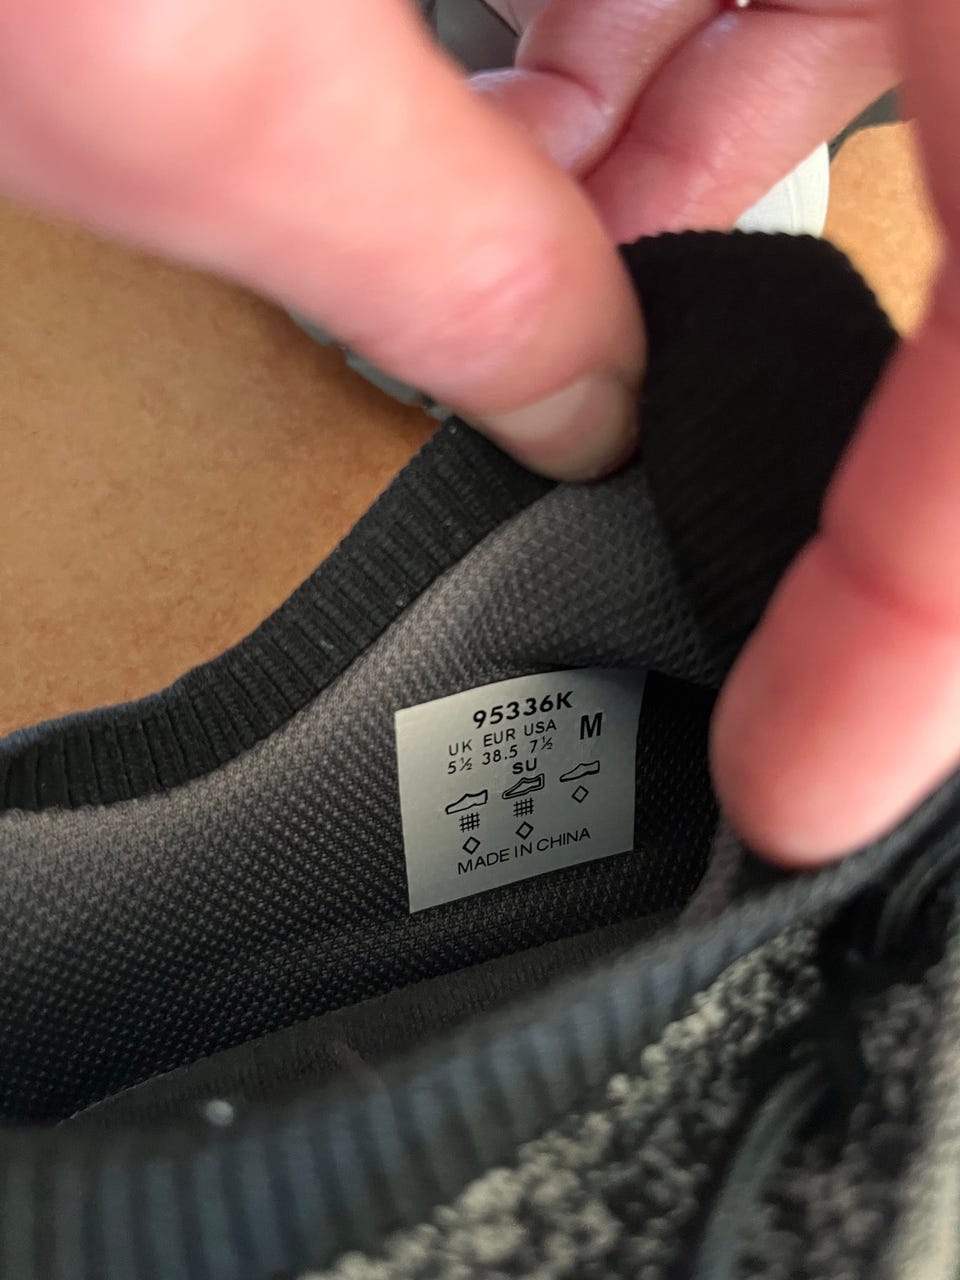 95336K
UK EUR USA M
5½ 38.5 7½
SU
MADE IN CHINA